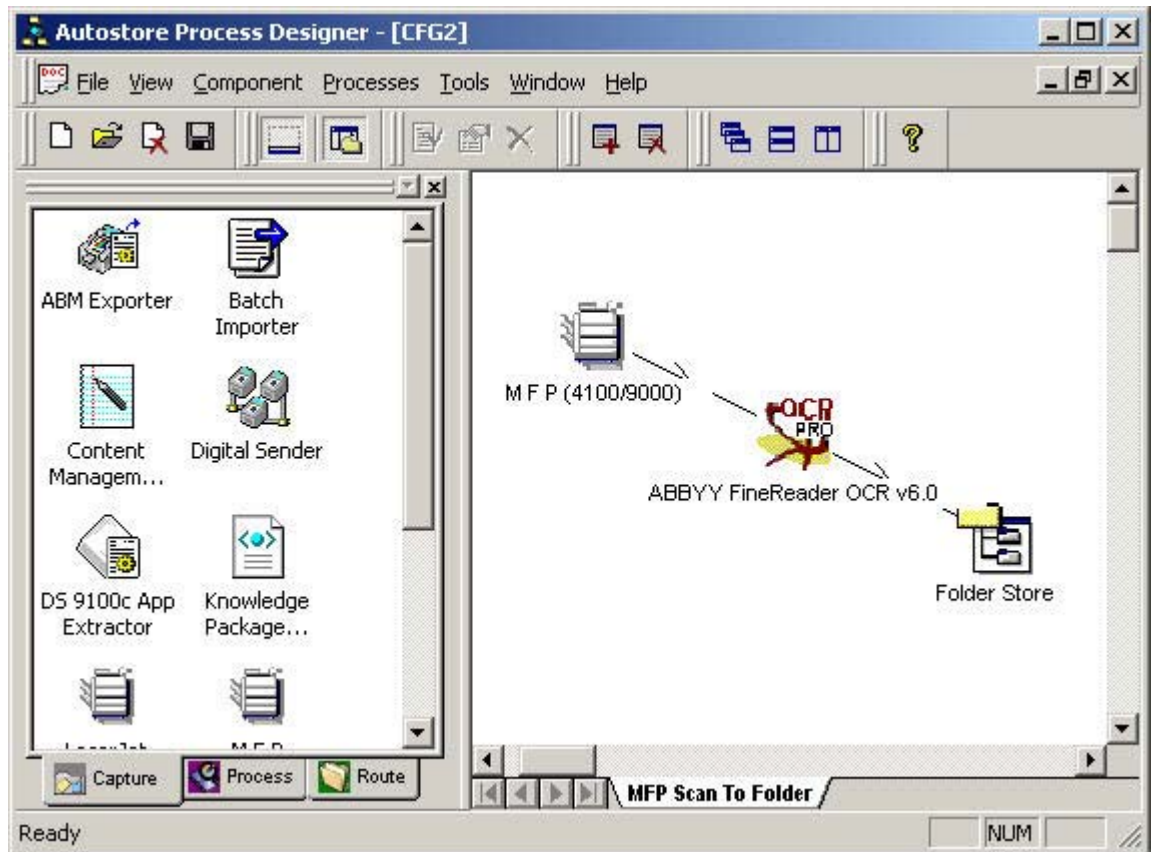 Autostore Process Designer - [CFG2]
DOC
File View Component Processes Tools Window Help
ABM Exporter
Batch
Importer
Content
Managem...
Digital Sender
DS 9100c App
Extractor
Knowledge
Package...
M F P
Capture
Process
Route
M F P (4100/9000)
OCR
PRO
ABBYY FineReader OCR v6.0
Folder Store
MFP Scan To Folder
Ready
NUM